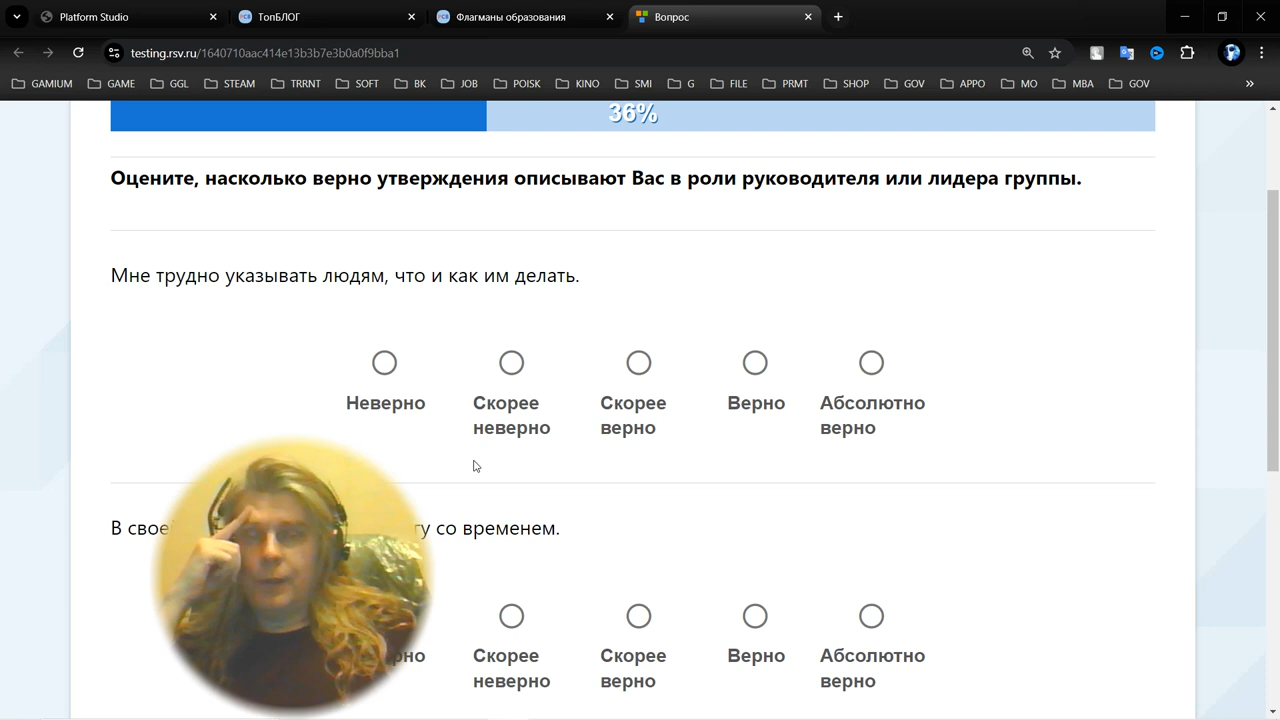 Platform Studio
ТопБЛОГ
Флагманы образования
Вопрос
testing.rsv.ru/1640710aac414e13b3b7e3b0a0f9bba1
GAMIUM GAME GGL STEAM TRRNT SOFT BK JOB POISK KINO SMI G FILE PRMT SHOP GOV APPO MO MBA GOV
36%
Оцените, насколько верно утверждения описывают Вас в роли руководителя или лидера группы.
Мне трудно указывать людям, что и как им делать.
Неверно Скорее неверно Скорее верно Верно Абсолютно верно
В со со временем.
Скорее неверно Скорее верно Верно Абсолютно верно